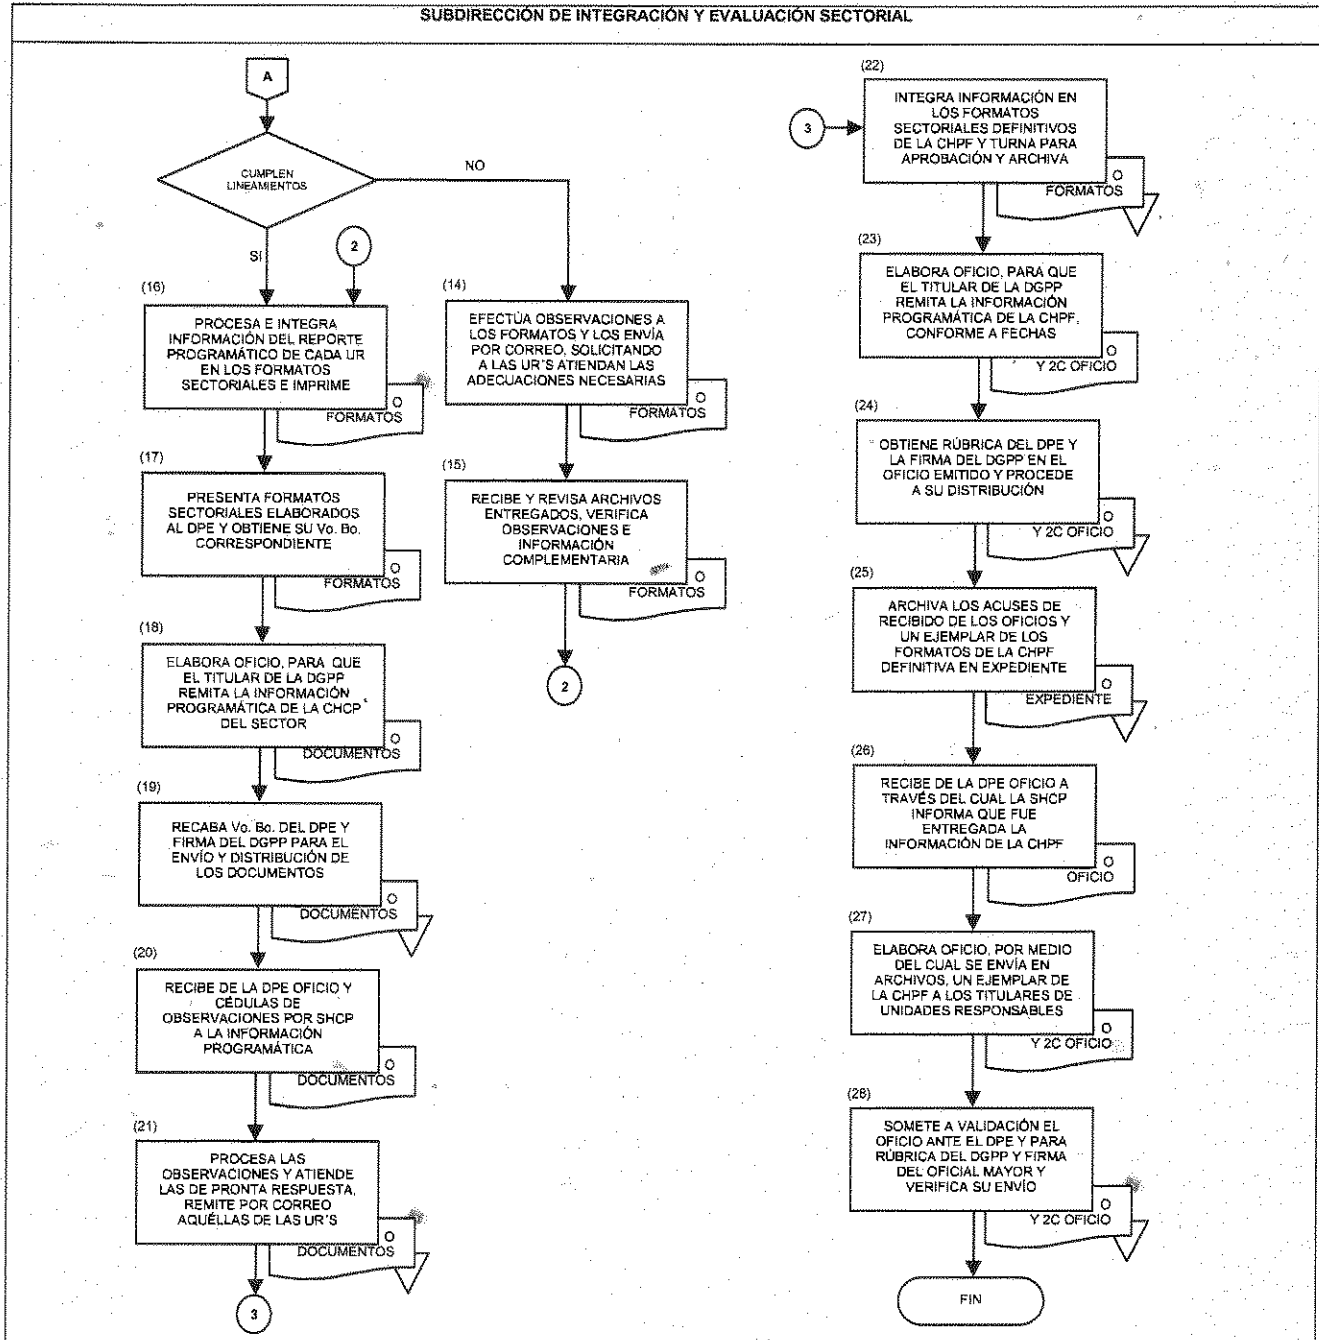 SUBDIRECCIÓN DE INTEGRACIÓN Y EVALUACIÓN SECTORIAL
A
CUMPLEN
LINEAMIENTOS
NO
SI
2
(16)
PROCESA E INTEGRA
INFORMACIÓN DEL REPORTE
PROGRAMÁTICO DE CADA UR
EN LOS FORMATOS
SECTORIALES E IMPRIME
O
FORMATOS
(17)
PRESENTA FORMATOS
SECTORIALES ELABORADOS
AL DPE Y OBTIENE SU Vo. Bo.
CORRESPONDIENTE
O
FORMATOS
(18)
ELABORA OFICIO, PARA QUE
EL TITULAR DE LA DGPP
REMITA LA INFORMACIÓN
PROGRAMÁTICA DE LA CHCP
DEL SECTOR
O
DOCUMENTOS
(19)
RECABA Vo. Bo. DEL DPE Y
FIRMA DEL DGPP PARA EL
ENVÍO Y DISTRIBUCIÓN DE
LOS DOCUMENTOS
O
DOCUMENTOS
(20)
RECIBE DE LA DPE OFICIO Y
CÉDULAS DE
OBSERVACIONES POR SHCP
A LA INFORMACIÓN
PROGRAMÁTICA
O
DOCUMENTOS
(21)
PROCESA LAS
OBSERVACIONES Y ATIENDE
LAS DE PRONTA RESPUESTA,
REMITE POR CORREO
AQUÉLLAS DE LAS UR'S
O
DOCUMENTOS
3
(14)
EFECTÚA OBSERVACIONES A
LOS FORMATOS Y LOS ENVÍA
POR CORREO, SOLICITANDO
A LAS UR'S ATIENDAN LAS
ADECUACIONES NECESARIAS
O
FORMATOS
(15)
RECIBE Y REVISA ARCHIVOS
ENTREGADOS, VERIFICA
OBSERVACIONES E
INFORMACIÓN
COMPLEMENTARIA
O
FORMATOS
2
3
(22)
INTEGRA INFORMACIÓN EN
LOS FORMATOS
SECTORIALES DEFINITIVOS
DE LA CHPF Y TURNA PARA
APROBACIÓN Y ARCHIVA
O
FORMATOS
(23)
ELABORA OFICIO, PARA QUE
EL TITULAR DE LA DGPP
REMITA LA INFORMACIÓN
PROGRAMÁTICA DE LA CHPF,
CONFORME A FECHAS
O
Y 2C OFICIO
(24)
OBTIENE RÚBRICA DEL DPE Y
LA FIRMA DEL DGPP EN EL
OFICIO EMITIDO Y PROCEDE
A SU DISTRIBUCIÓN
O
Y 2C OFICIO
(25)
ARCHIVA LOS ACUSES DE
RECIBIDO DE LOS OFICIOS Y
UN EJEMPLAR DE LOS
FORMATOS DE LA CHPF
DEFINITIVA EN EXPEDIENTE
O
EXPEDIENTE
(26)
RECIBE DE LA DPE OFICIO A
TRAVÉS DEL CUAL LA SHCP
INFORMA QUE FUE
ENTREGADA LA
INFORMACIÓN DE LA CHPF
O
OFICIO
(27)
ELABORA OFICIO, POR MEDIO
DEL CUAL SE ENVÍA EN
ARCHIVOS, UN EJEMPLAR DE
LA CHPF A LOS TITULARES DE
UNIDADES RESPONSABLES
O
Y 2C OFICIO
(28)
SOMETE A VALIDACIÓN EL
OFICIO ANTE EL DPE Y PARA
RÚBRICA DEL DGPP Y FIRMA
DEL OFICIAL MAYOR Y
VERIFICA SU ENVÍO
O
Y 2C OFICIO
FIN